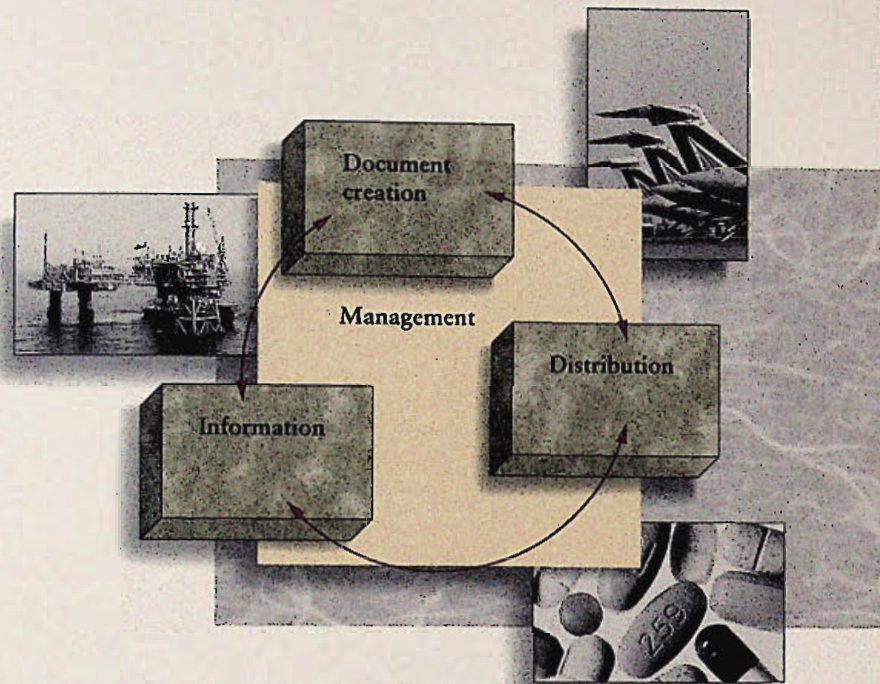 Document
creation
Management
Distribution
Information
259